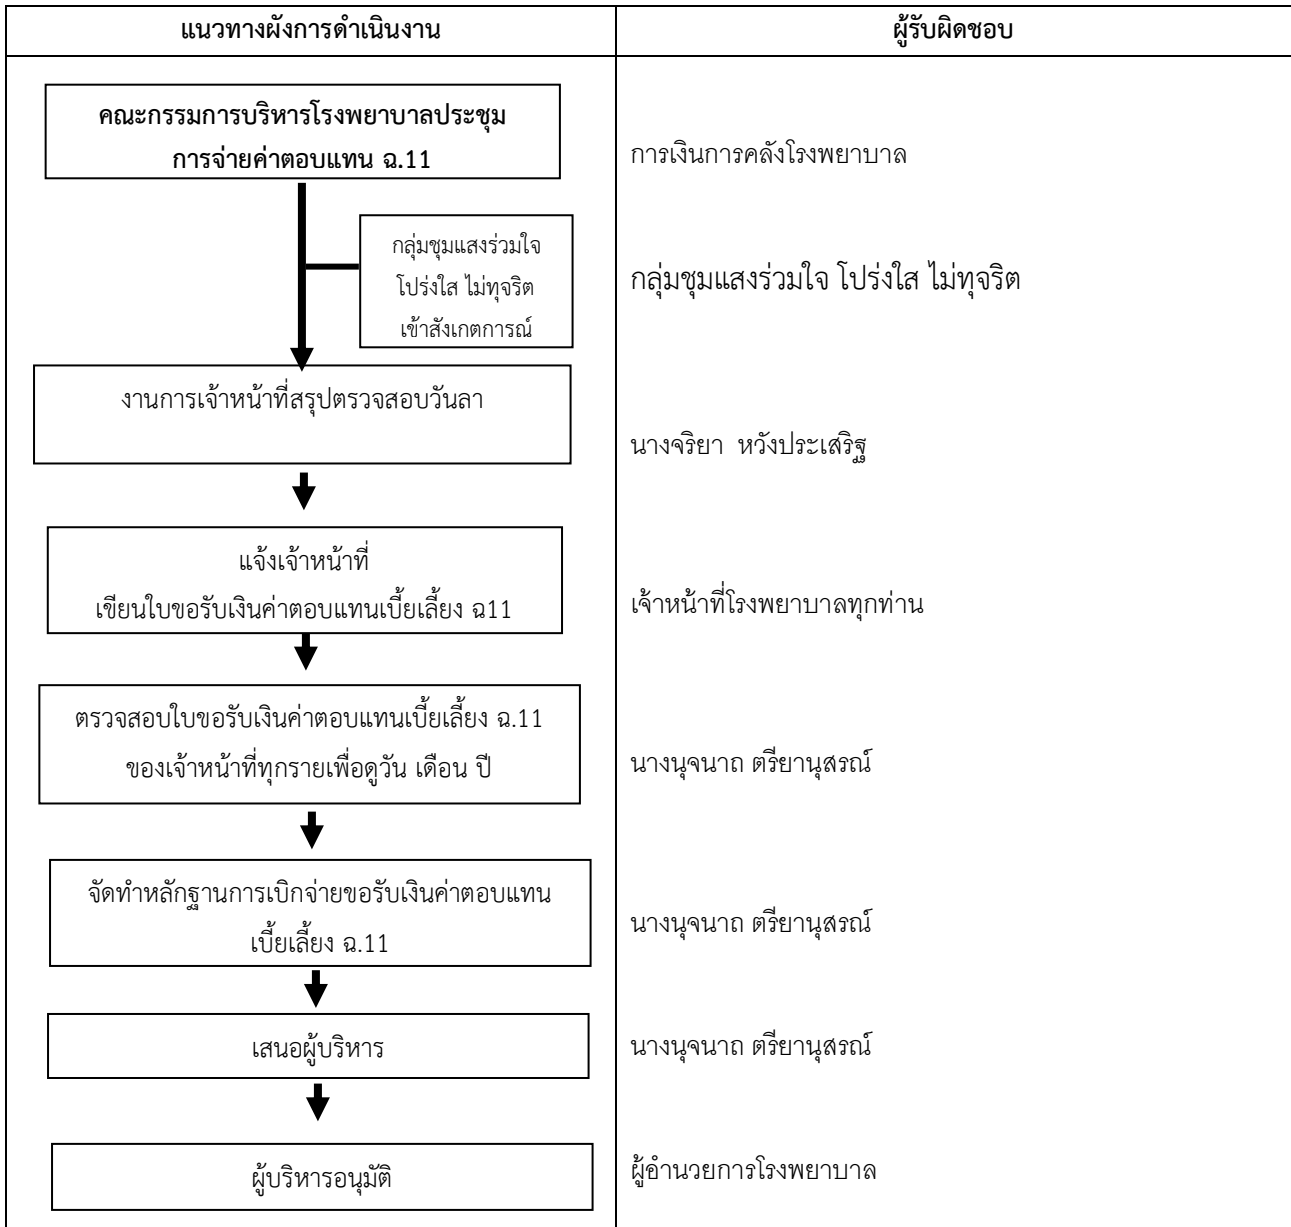 แนวทางผังการดำเนินงาน
ผู้รับผิดชอบ
คณะกรรมการบริหารโรงพยาบาลประชุม
การจ่ายค่าตอบแทน ฉ.11
การเงินการคลังโรงพยาบาล
กลุ่มชุมแสงร่วมใจ
โปร่งใส ไม่ทุจริต
เข้าสังเกตการณ์
กลุ่มชุมแสงร่วมใจ โปร่งใส ไม่ทุจริต
งานการเจ้าหน้าที่สรุปตรวจสอบวันลา
นางจริยา หวังประเสริฐ
แจ้งเจ้าหน้าที่
เขียนใบขอรับเงินค่าตอบแทนเบี้ยเลี้ยง ฉ11
เจ้าหน้าที่โรงพยาบาลทุกท่าน
ตรวจสอบใบขอรับเงินค่าตอบแทนเบี้ยเลี้ยง ฉ.11
ของเจ้าหน้าที่ทุกรายเพื่อดูวัน เดือน ปี
นางนุจนาถ ตรียานุสรณ์
จัดทำหลักฐานการเบิกจ่ายขอรับเงินค่าตอบแทน
เบี้ยเลี้ยง ฉ.11
นางนุจนาถ ตรียานุสรณ์
เสนอผู้บริหาร
นางนุจนาถ ตรียานุสรณ์
ผู้บริหารอนุมัติ
ผู้อำนวยการโรงพยาบาล